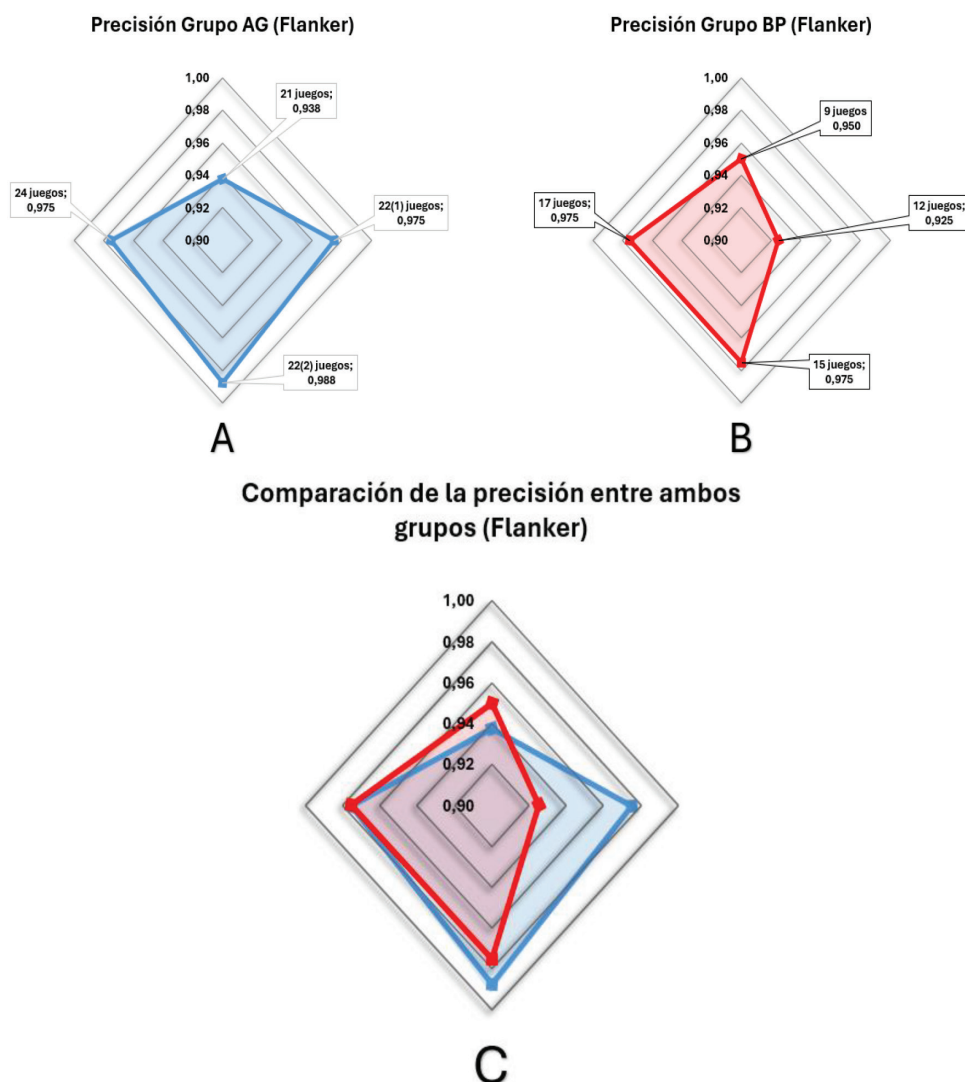 Precisión Grupo AG (Flanker)
1,00
0,98
0,96
0,94
0,92
0,90
21 juegos;
0,938
24 juegos;
0,975
22(1) juegos;
0,975
22(2) juegos;
0,988
A
Precisión Grupo BP (Flanker)
1,00
0,98
0,96
0,94
0,92
0,90
9 juegos
0,950
17 juegos;
0,975
12 juegos;
0,925
15 juegos;
0,975
B
Comparación de la precisión entre ambos
grupos (Flanker)
1,00
0,98
0,96
0,94
0,92
0,90
C